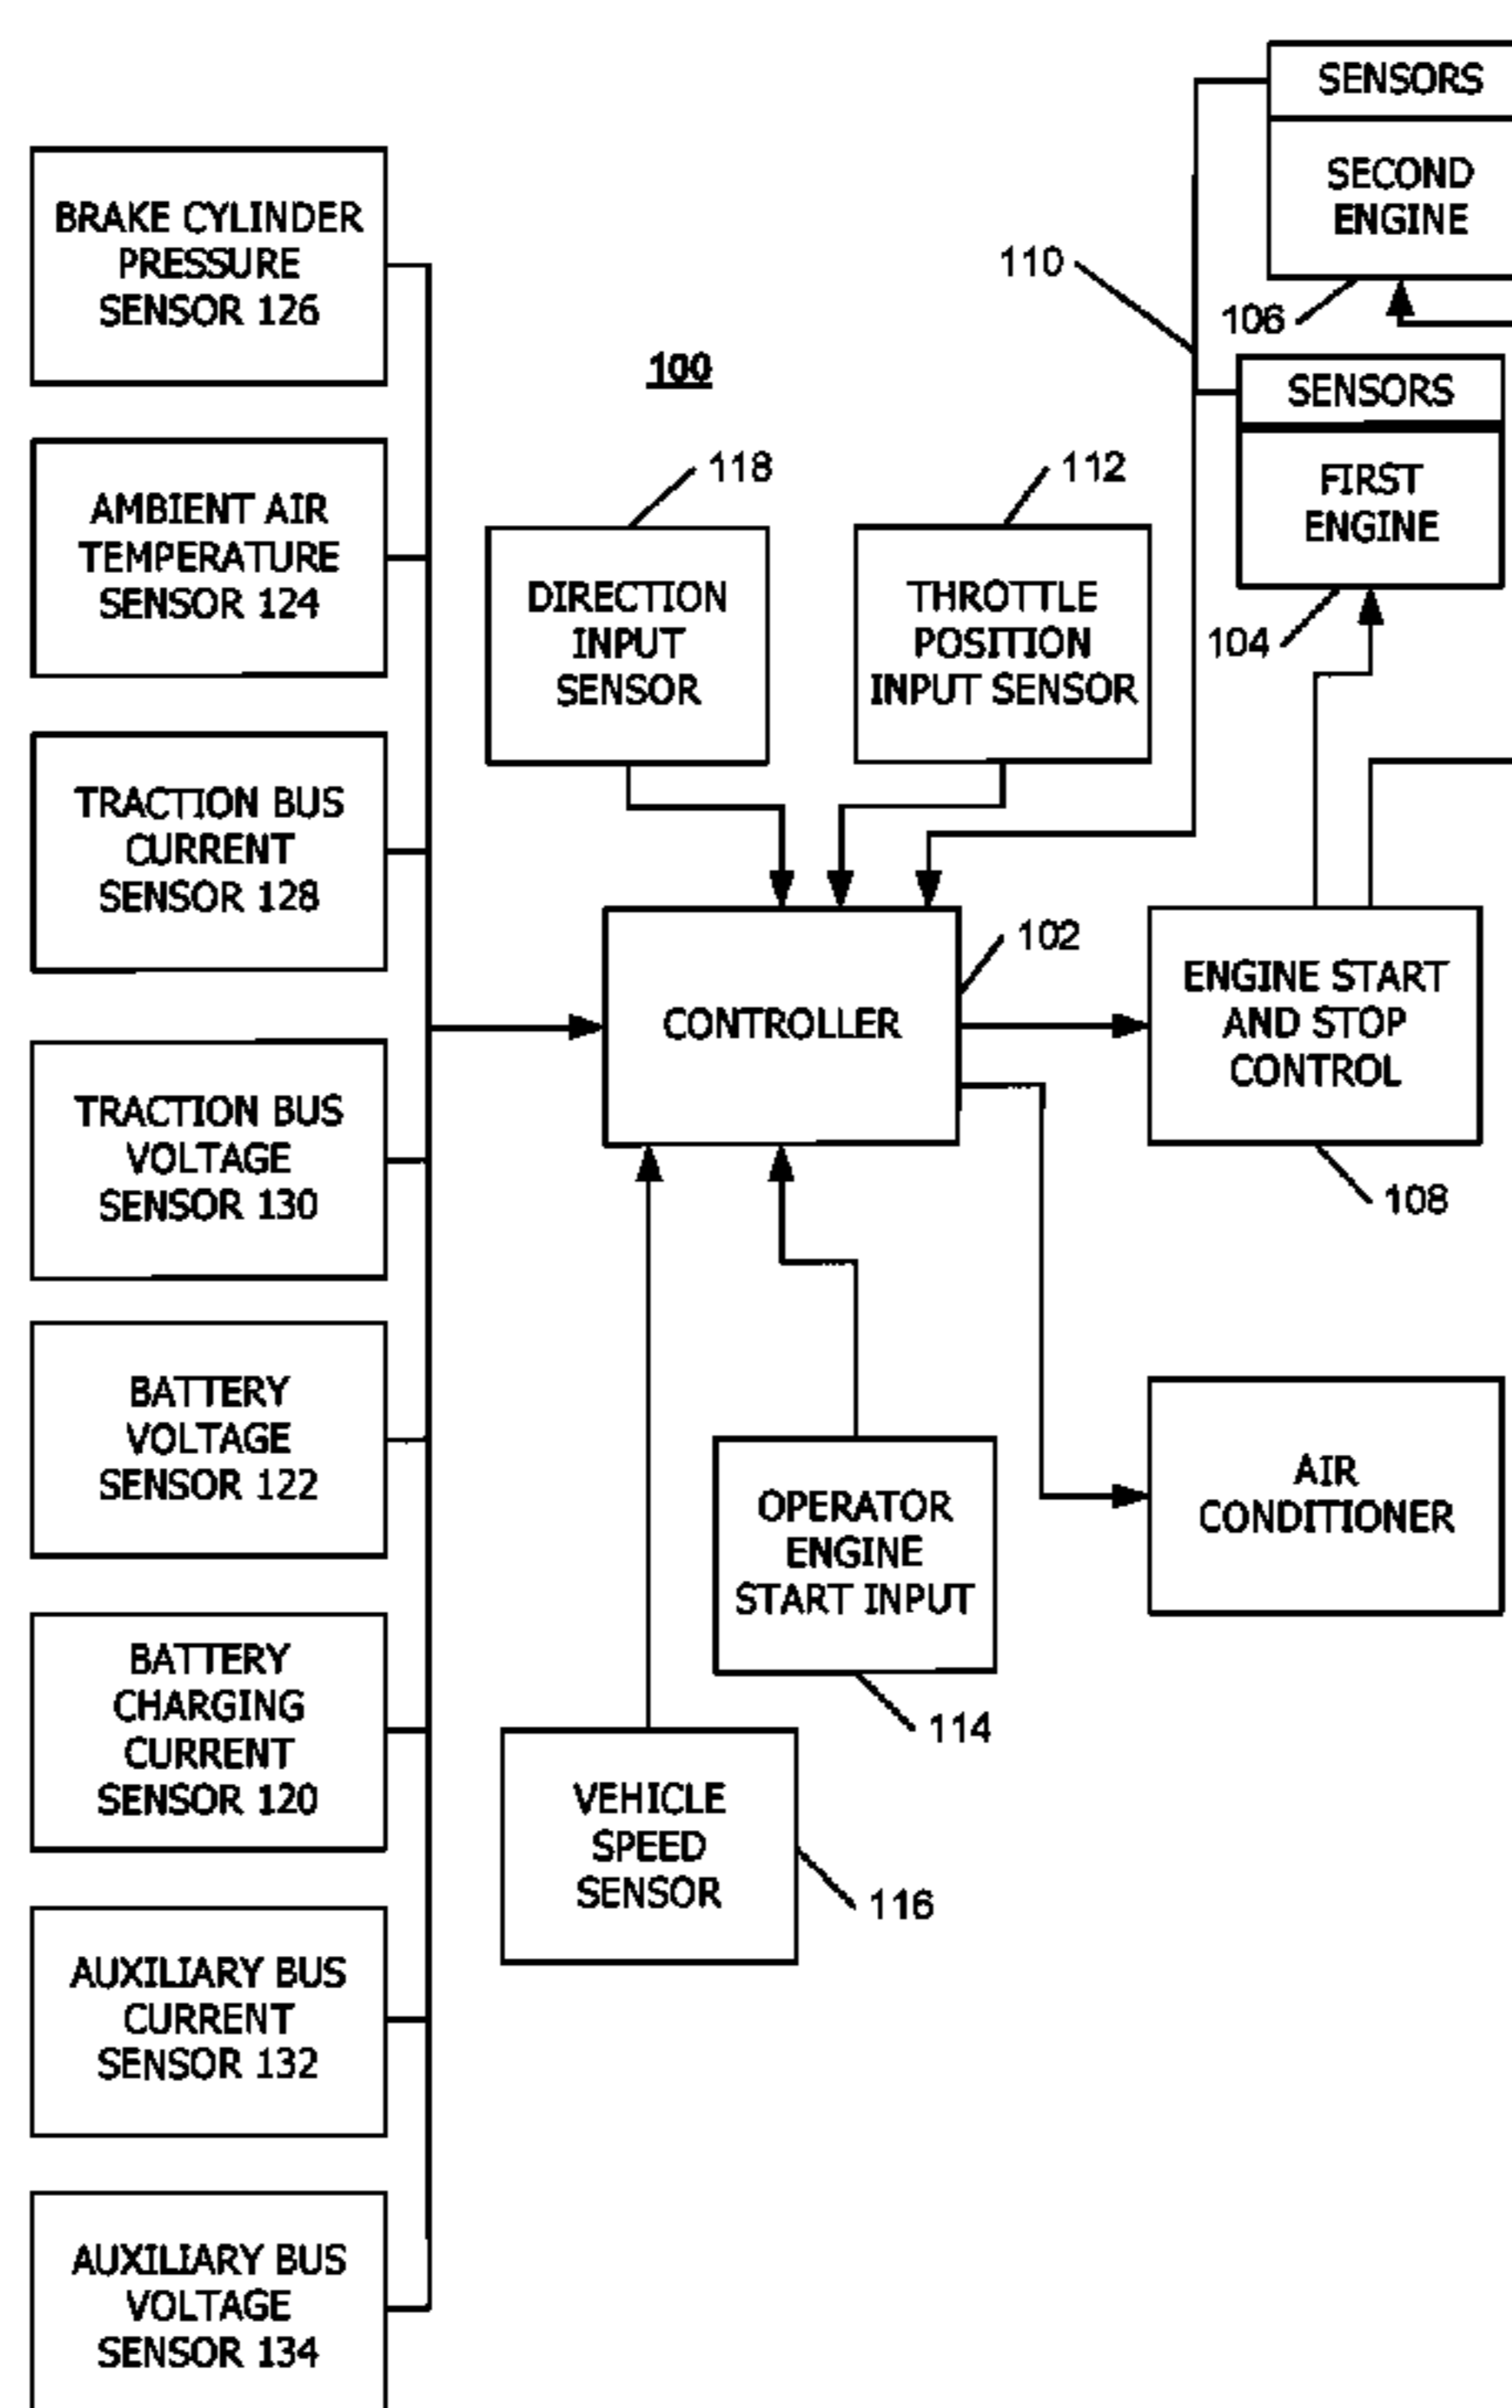 SENSORS
SECOND
ENGINE
106
110
SENSORS
FIRST
ENGINE
104
BRAKE CYLINDER
PRESSURE
SENSOR 126
100
AMBIENT AIR
TEMPERATURE
SENSOR 124
118
DIRECTION
INPUT
SENSOR
112
THROTTLE
POSITION
INPUT SENSOR
TRACTION BUS
CURRENT
SENSOR 128
102
CONTROLLER
ENGINE START
AND STOP
CONTROL
108
TRACTION BUS
VOLTAGE
SENSOR 130
BATTERY
VOLTAGE
SENSOR 122
OPERATOR
ENGINE
START INPUT
114
AIR
CONDITIONER
BATTERY
CHARGING
CURRENT
SENSOR 120
VEHICLE
SPEED
SENSOR
116
AUXILIARY BUS
CURRENT
SENSOR 132
AUXILIARY BUS
VOLTAGE
SENSOR 134